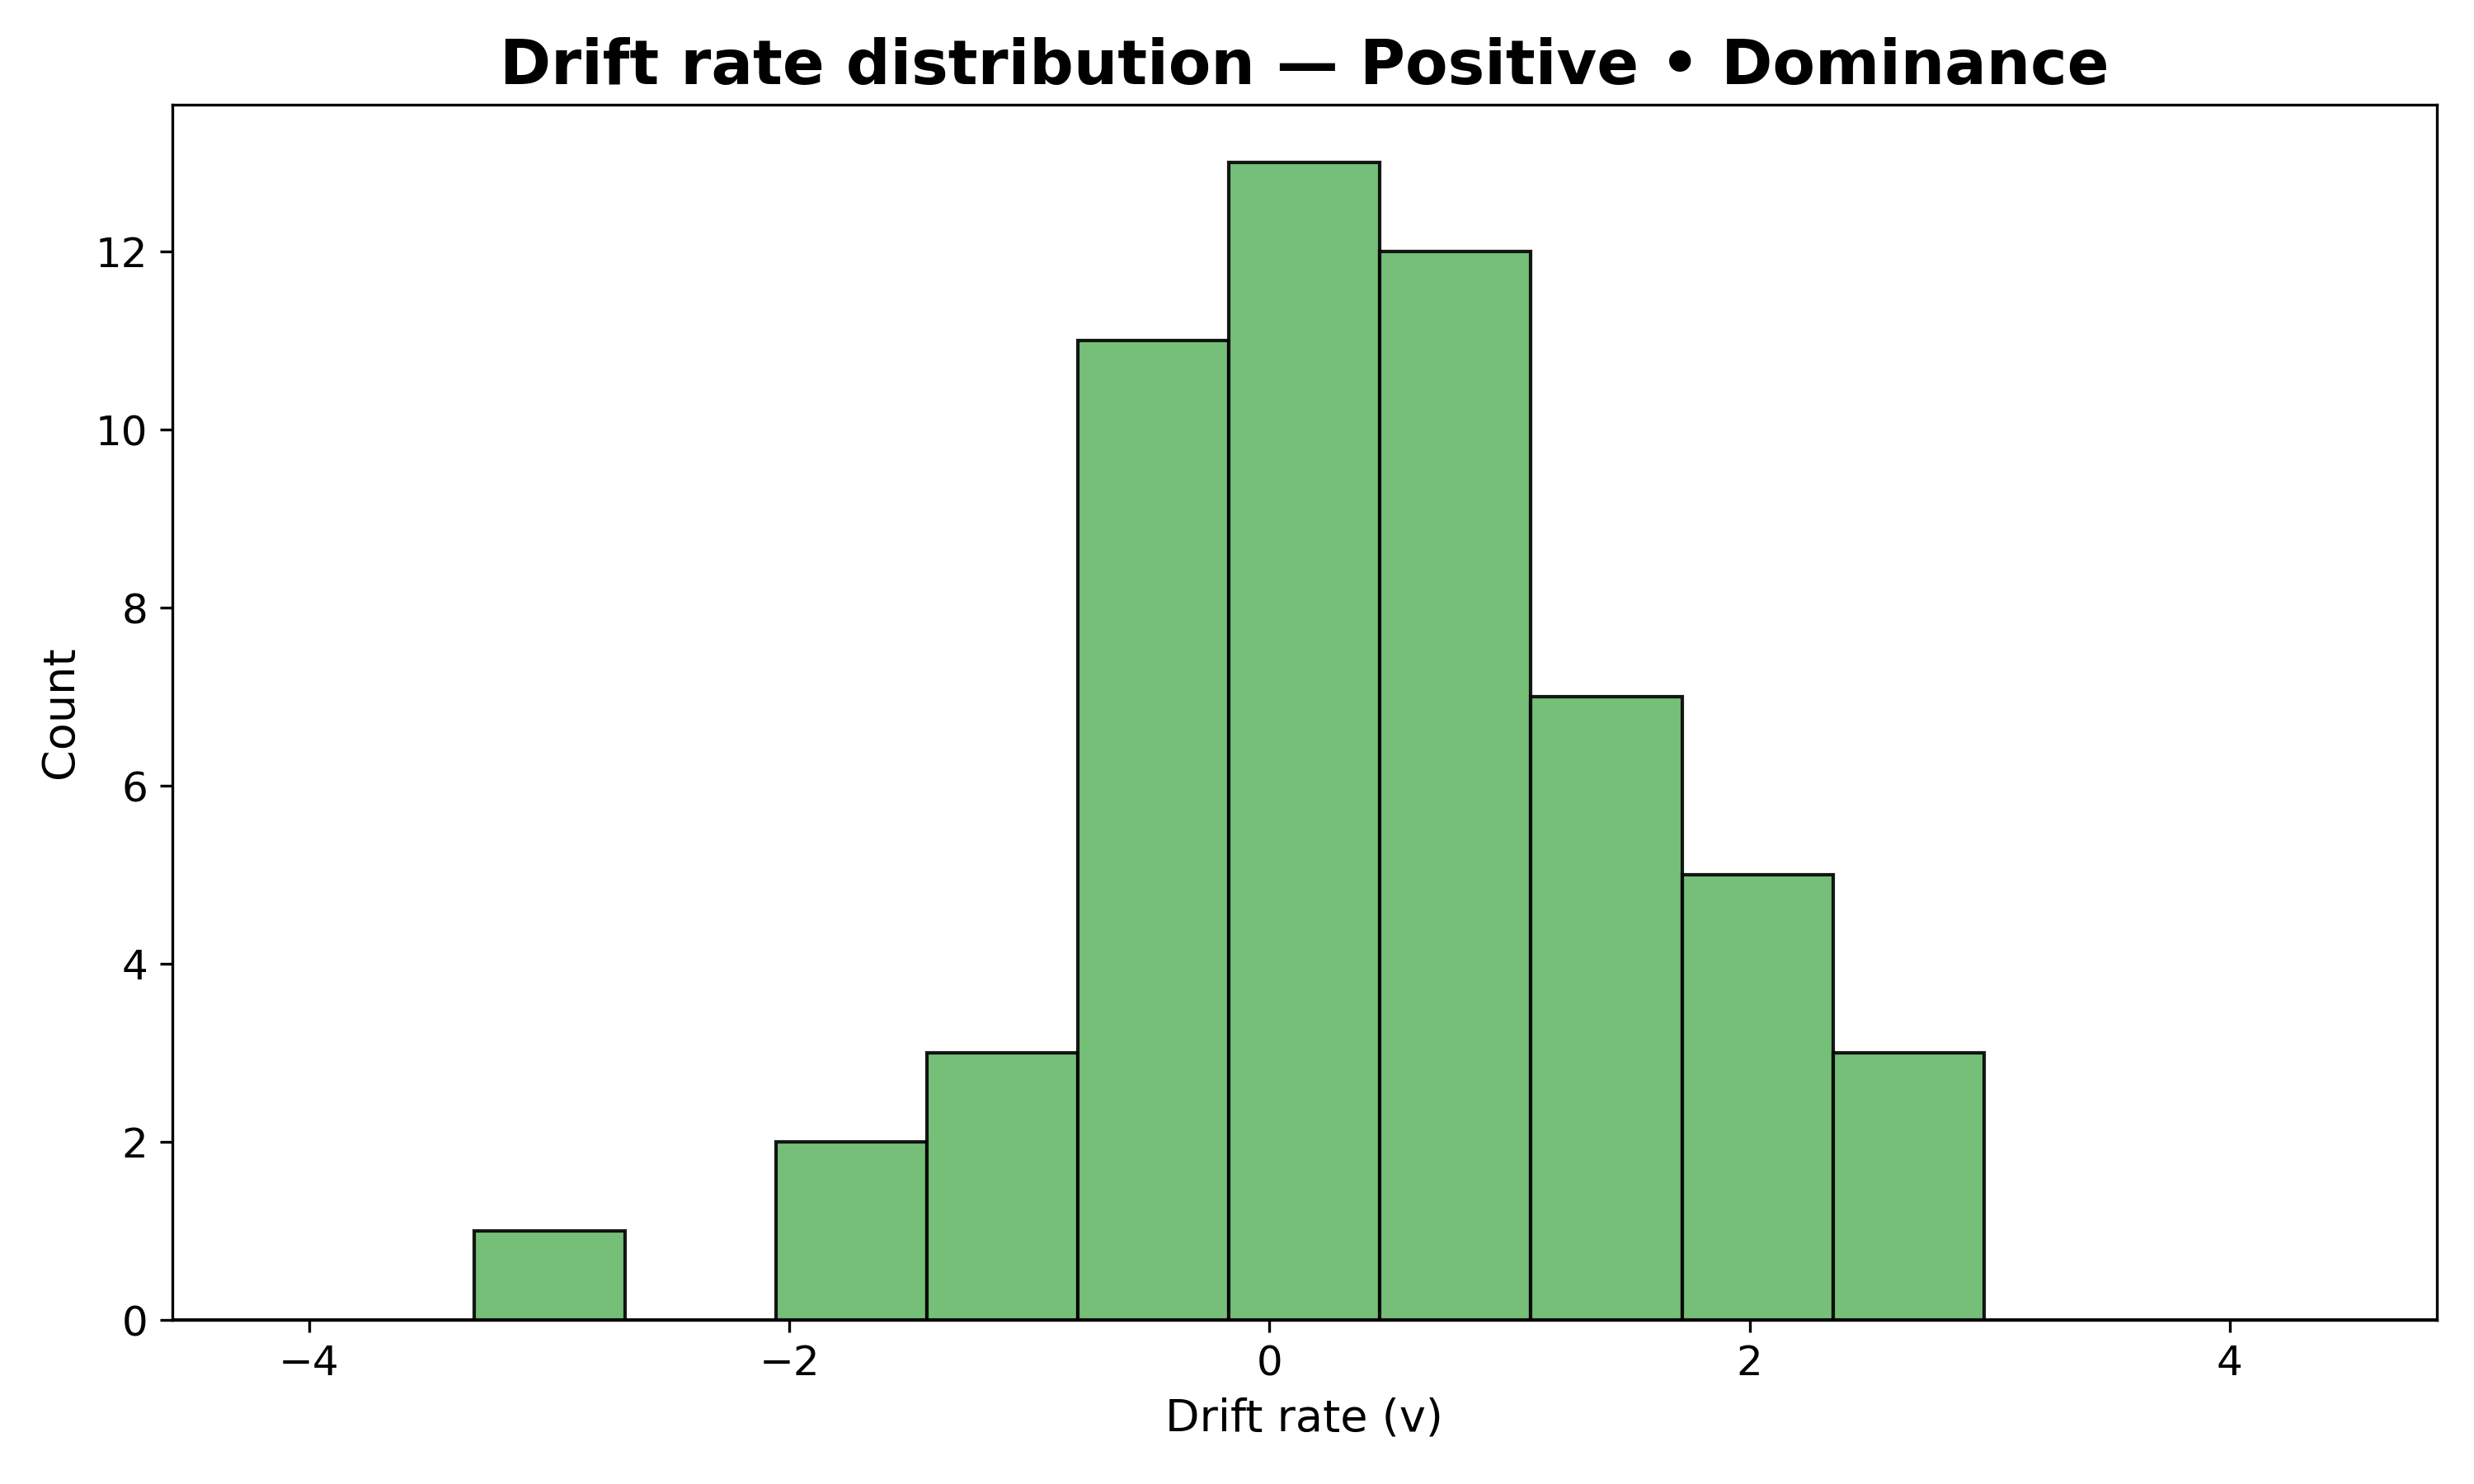 Drift rate distribution — Positive • Dominance
12
10
8
6
4
2
0
Count
−4 −2 0 2 4
Drift rate (v)